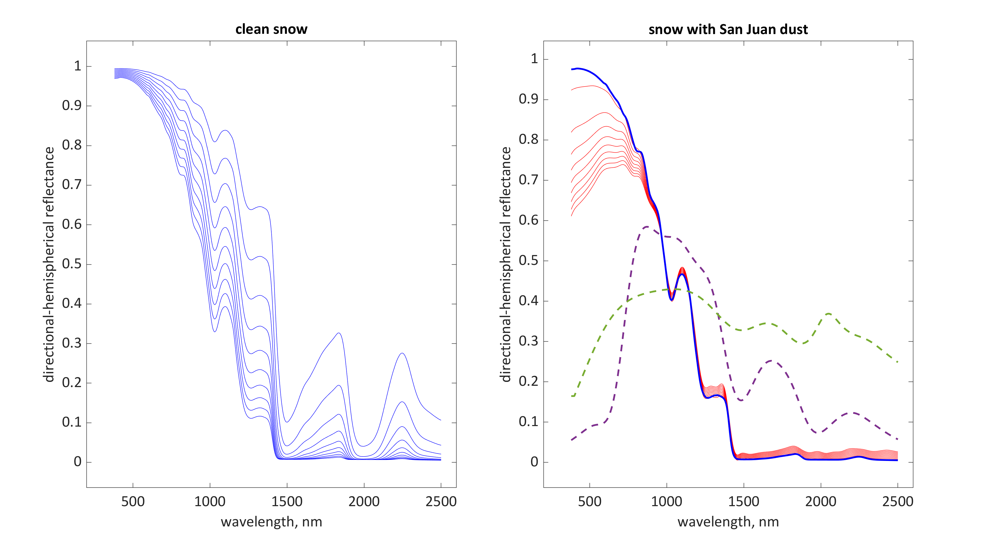 clean snow
directional-hemispherical reflectance
1
0.9
0.8
0.7
0.6
0.5
0.4
0.3
0.2
0.1
0
500 1000 1500 2000 2500
wavelength, nm
snow with San Juan dust
directional-hemispherical reflectance
1
0.9
0.8
0.7
0.6
0.5
0.4
0.3
0.2
0.1
0
500 1000 1500 2000 2500
wavelength, nm